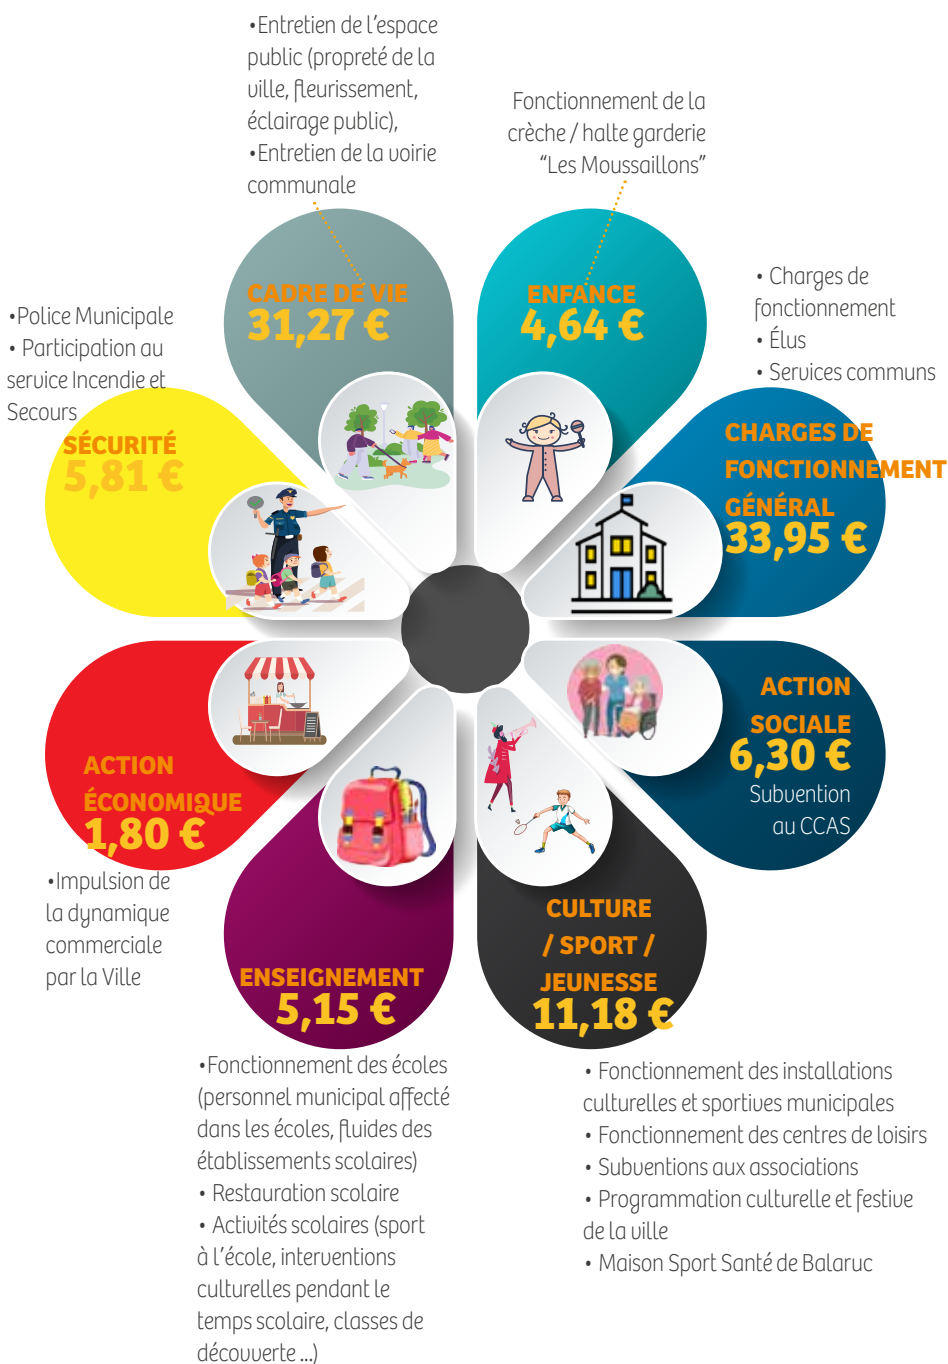 •Entretien de l’espace
public (propreté de la
ville, fleurissement,
éclairage public),
•Entretien de la voirie
communale
CADRE DE VIE
31,27 €
Fonctionnement de la
crèche / halte garderie
“Les Moussaillons”
ENFANCE
4,64 €
• Charges de
fonctionnement
• Élus
• Services communs
CHARGES DE
FONCTIONNEMENT
GÉNÉRAL
33,95 €
•Police Municipale
• Participation au
service Incendie et
Secours
SÉCURITÉ
5,81 €
ACTION
SOCIALE
6,30 €
Subvention
au CCAS
ACTION
ÉCONOMIQUE
1,80 €
•Impulsion de
la dynamique
commerciale
par la Ville
ENSEIGNEMENT
5,15 €
•Fonctionnement des écoles
(personnel municipal affecté
dans les écoles, fluides des
établissements scolaires)
• Restauration scolaire
• Activités scolaires (sport
à l’école, interventions
culturelles pendant le
temps scolaire, classes de
découverte ...)
CULTURE
/ SPORT /
JEUNESSE
11,18 €
• Fonctionnement des installations
culturelles et sportives municipales
• Fonctionnement des centres de loisirs
• Subventions aux associations
• Programmation culturelle et festive
de la ville
• Maison Sport Santé de Balaruc